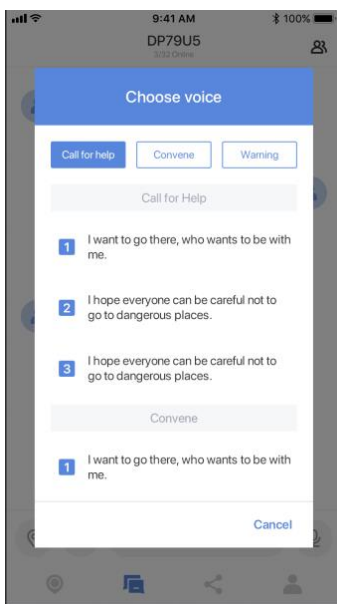 9:41 AM
100%
DP79U5
3/32 Online
Choose voice
Call for help
Convene
Warning
Call for Help
1
I want to go there, who wants to be with
me.
2
I hope everyone can be careful not to
go to dangerous places.
3
I hope everyone can be careful not to
go to dangerous places.
Convene
1
I want to go there, who wants to be with
me.
Cancel